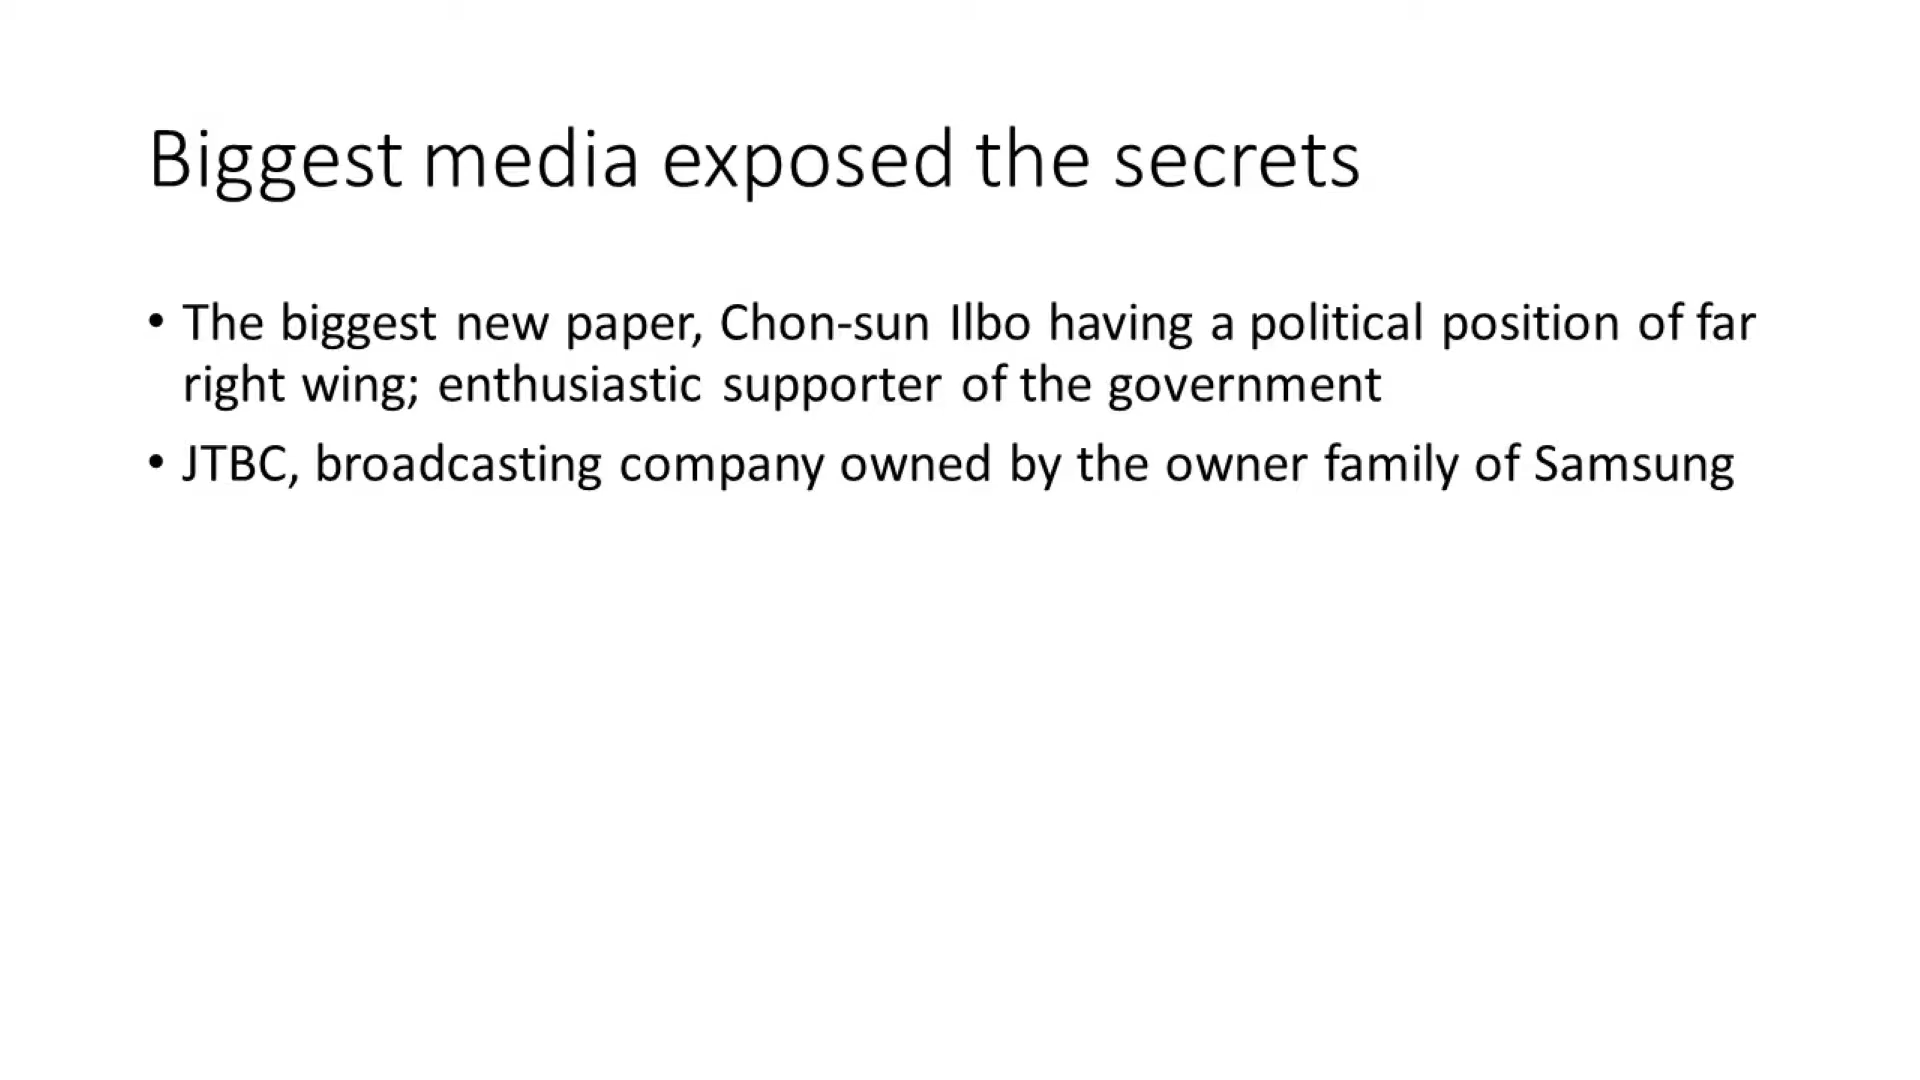 Biggest media exposed the secrets
• The biggest new paper, Chon-sun Ilbo having a political position of far
right wing; enthusiastic supporter of the government
• JTBC, broadcasting company owned by the owner family of Samsung